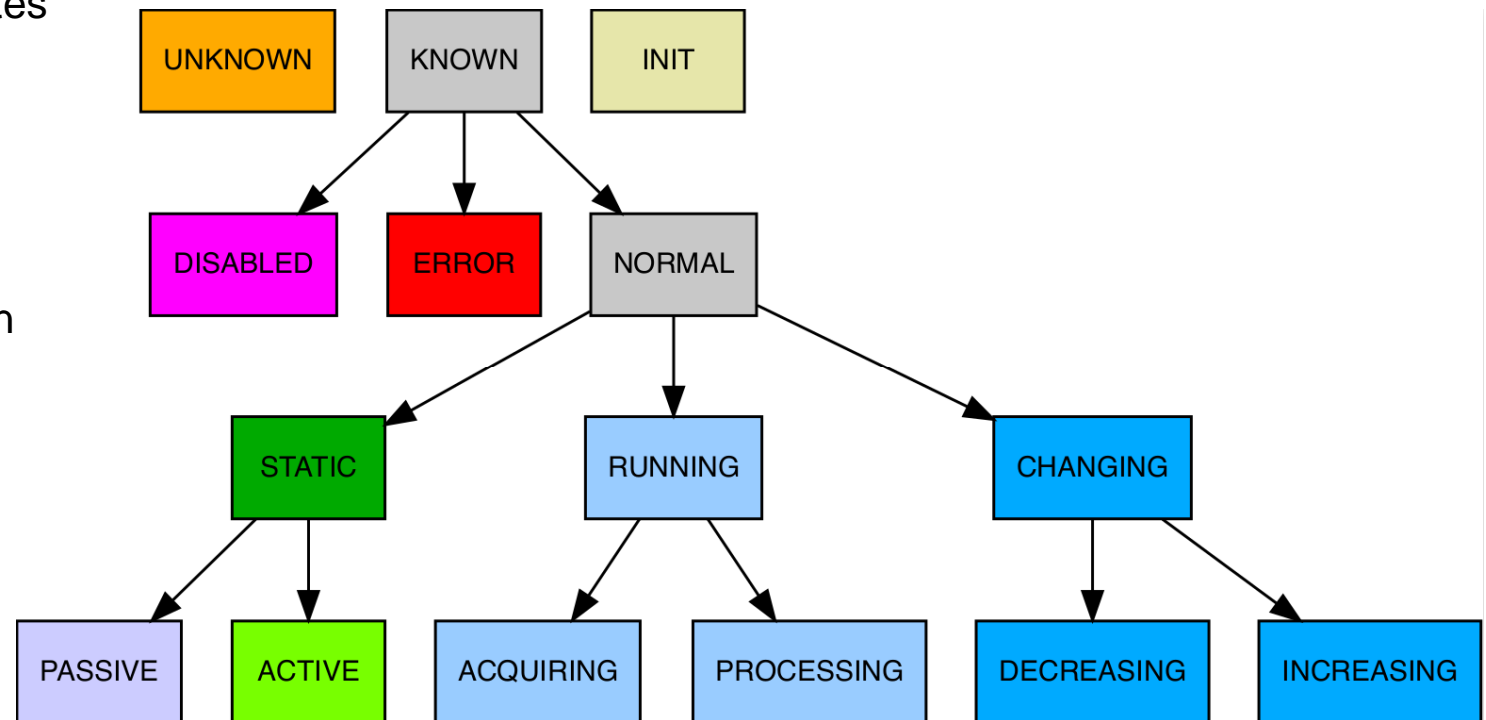 UNKNOWN KNOWN INIT
DISABLED ERROR NORMAL
STATIC RUNNING CHANGING
PASSIVE ACTIVE ACQUIRING PROCESSING DECREASING INCREASING